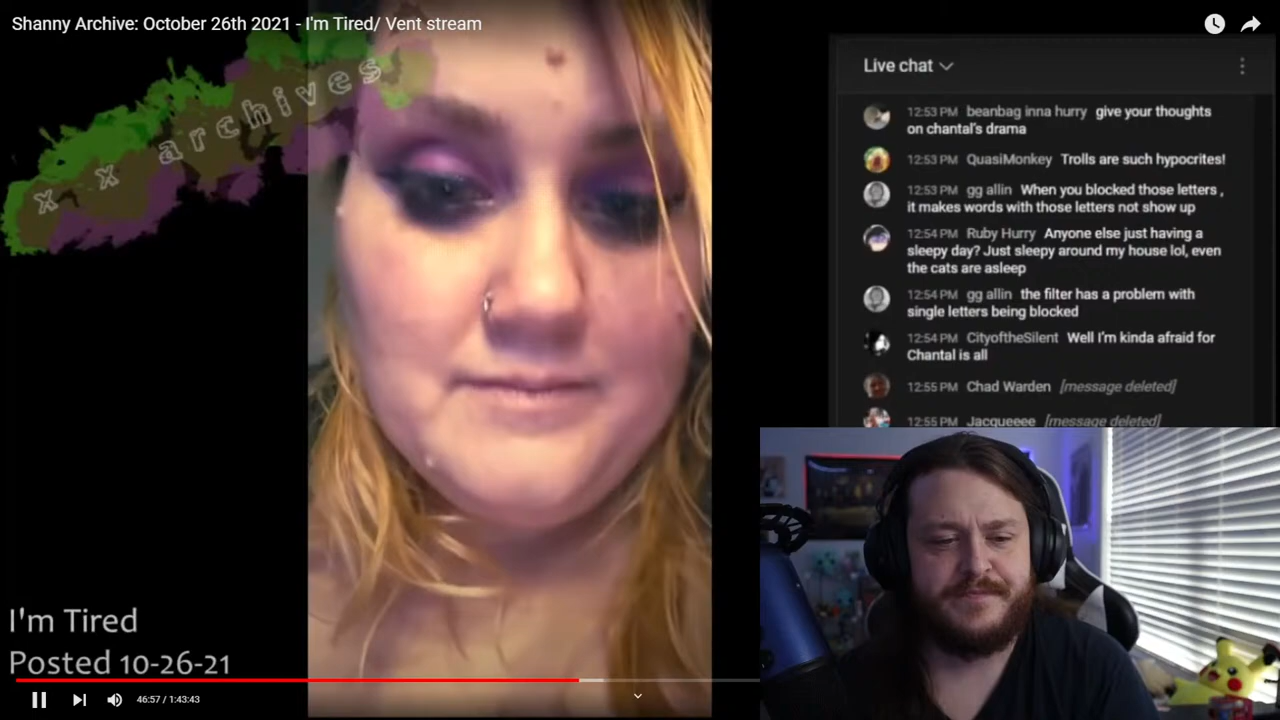 Shanny Archive: October 26th 2021 - I'm Tired/ Vent stream
x x archives
Live chat
12:53 PM beanbag inna hurry give your thoughts
on chantal's drama
12:53 PM QuasiMonkey Trolls are such hypocrites!
12:53 PM gg allin When you blocked those letters ,
it makes words with those letters not show up
12:54 PM Ruby Hurry Anyone else just having a
sleepy day? Just sleepy around my house lol, even
the cats are asleep
12:54 PM gg allin the filter has a problem with
single letters being blocked
12:54 PM CityoftheSilent Well I'm kinda afraid for
Chantal is all
12:55 PM Chad Warden [message deleted]
12:55 PM Jacqueeee [message deleted]
I'm Tired
Posted 10-26-21
46:57 / 1:43:43